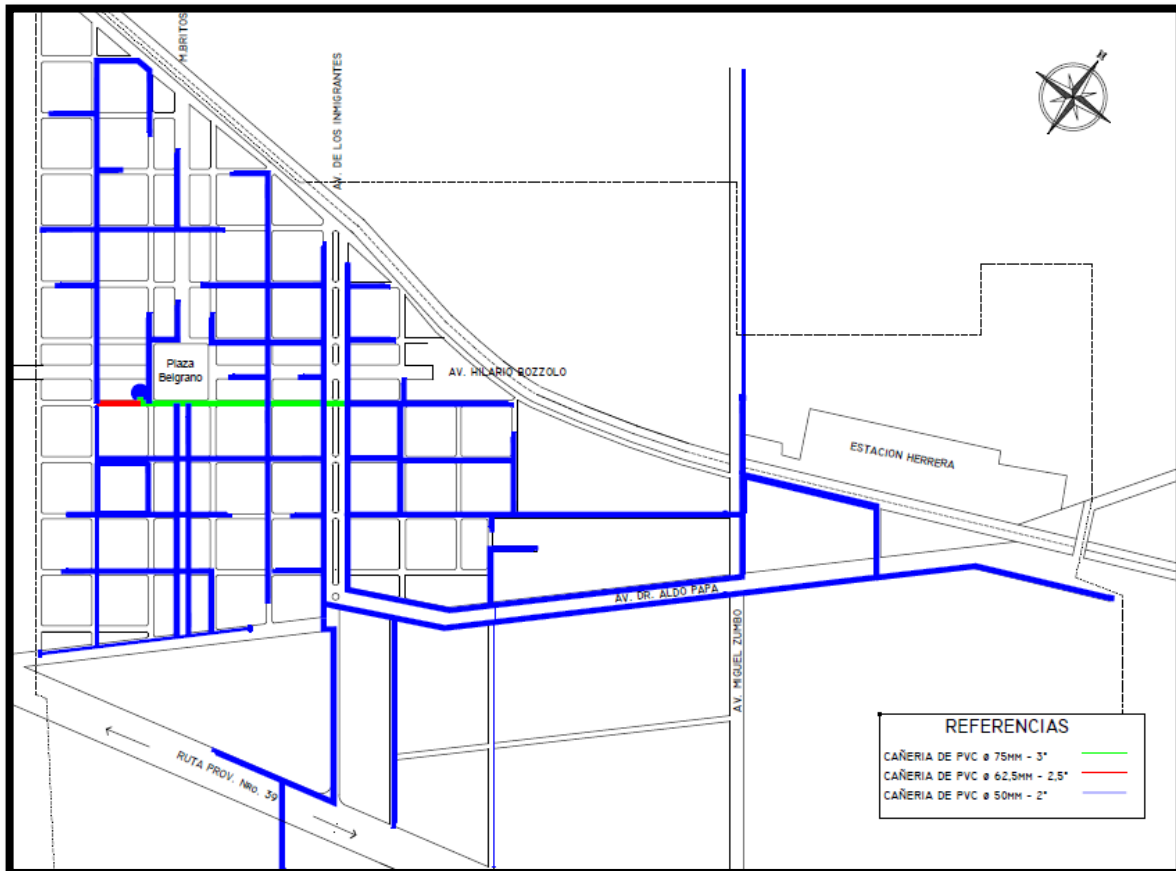 M.BRITOS
AV. DE LOS INMIGRANTES
N
Plaza
Belgrano
AV. HILARIO BOZZOLO
ESTACION HERRERA
AV. DR. ALDO PAPA
AV. MIGUEL ZUMBO
RUTA PROV. NRO. 39
REFERENCIAS
CAÑERIA DE PVC ø 75MM - 3"
CAÑERIA DE PVC ø 62,5MM - 2,5"
CAÑERIA DE PVC ø 50MM - 2"